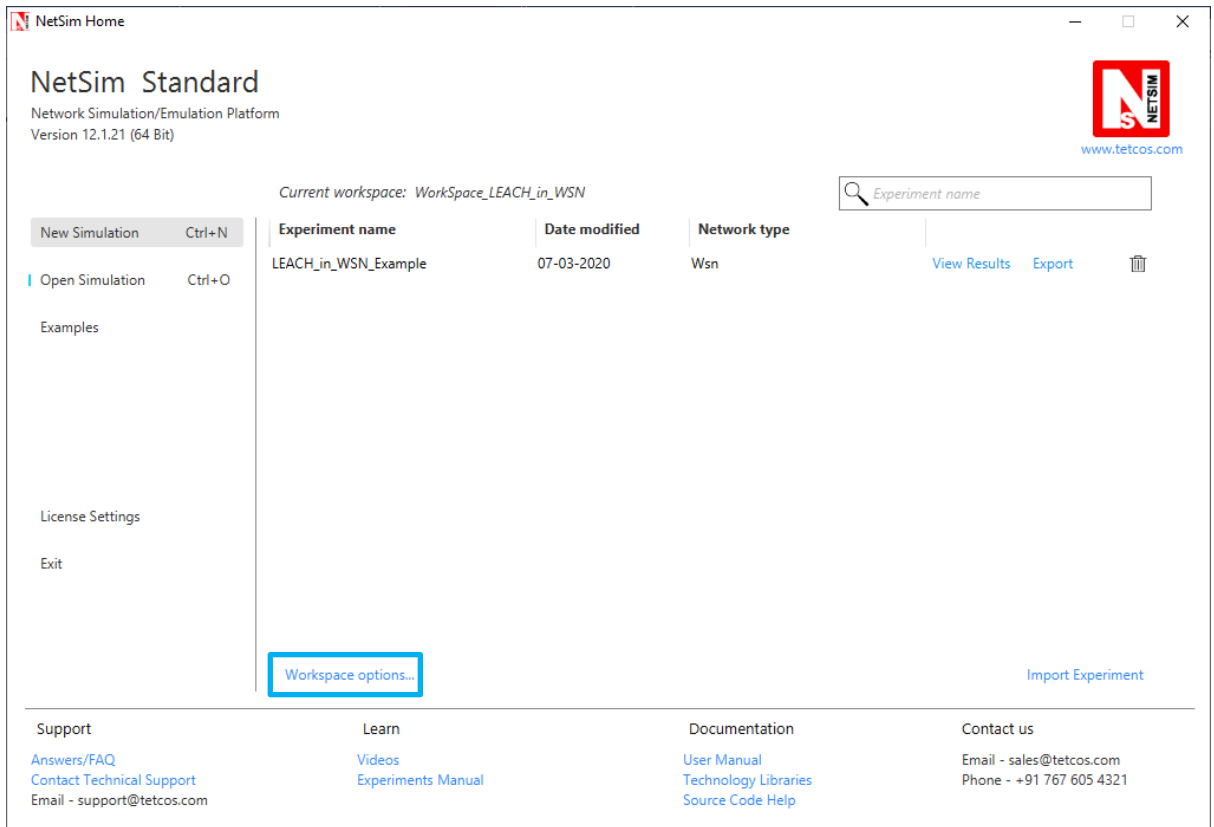 NetSim Home
NetSim Standard
Network Simulation/Emulation Platform
Version 12.1.21 (64 Bit)
N
S
NETSIM
www.tetcos.com
Current workspace: WorkSpace_LEACH_in_WSN
Experiment name
New Simulation Ctrl+N
Open Simulation Ctrl+O
Examples
License Settings
Exit
Experiment name Date modified Network type
LEACH_in_WSN_Example 07-03-2020 Wsn View Results Export
Workspace options...
Import Experiment
Support
Answers/FAQ
Contact Technical Support
Email - support@tetcos.com
Learn
Videos
Experiments Manual
Documentation
User Manual
Technology Libraries
Source Code Help
Contact us
Email - sales@tetcos.com
Phone - +91 767 605 4321